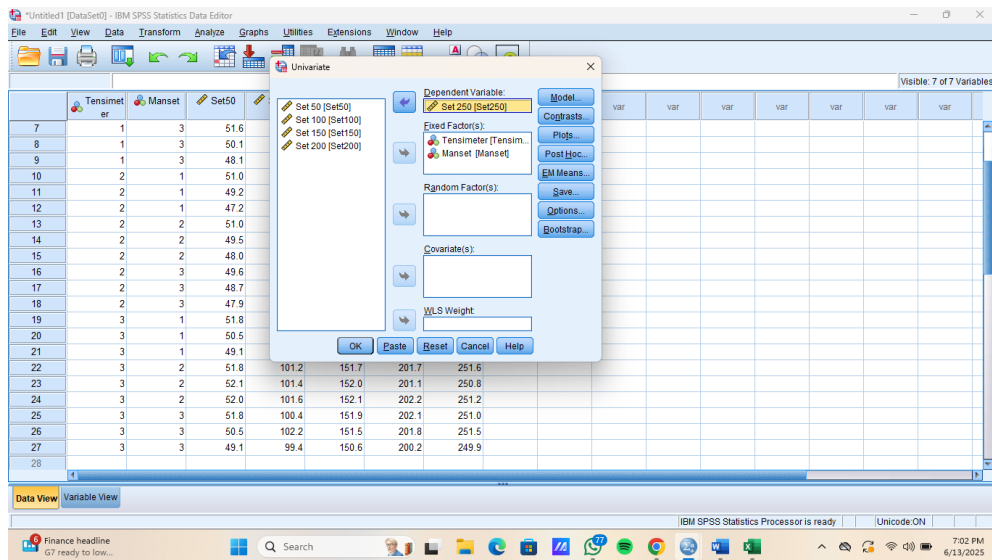 *Untitled1 [DataSet0] - IBM SPSS Statistics Data Editor
File Edit View Data Transform Analyze Graphs Utilities Extensions Window Help
Visible: 7 of 7 Variables
Tensimeter Manset Set50 var var var var var var var
7 1 3 51.6
8 1 3 50.1
9 1 3 48.1
10 2 1 51.0
11 2 1 49.2
12 2 1 47.2
13 2 2 51.0
14 2 2 49.5
15 2 2 48.0
16 2 3 49.6
17 2 3 48.7
18 2 3 47.9
19 3 1 51.8
20 3 1 50.5
21 3 1 49.1
22 3 2 51.8 101.2 151.7 201.7 251.6
23 3 2 52.1 101.4 152.0 201.1 250.8
24 3 2 52.0 101.6 152.1 202.2 251.2
25 3 3 51.8 100.4 151.9 202.1 251.0
26 3 3 50.5 102.2 151.5 201.8 251.5
27 3 3 49.1 99.4 150.6 200.2 249.9
28
Univariate
Set 50 [Set50]
Set 100 [Set100]
Set 150 [Set150]
Set 200 [Set200]
Dependent Variable:
Set 250 [Set250]
Fixed Factor(s):
Tensimeter [Tensim...
Manset [Manset]
Random Factor(s):
Covariate(s):
WLS Weight:
Model...
Contrasts...
Plots...
Post Hoc...
EM Means...
Save...
Options...
Bootstrap...
OK Paste Reset Cancel Help
Data View Variable View
IBM SPSS Statistics Processor is ready Unicode:ON
6
Finance headline
G7 ready to low...
Search
77
7:02 PM
6/13/2025